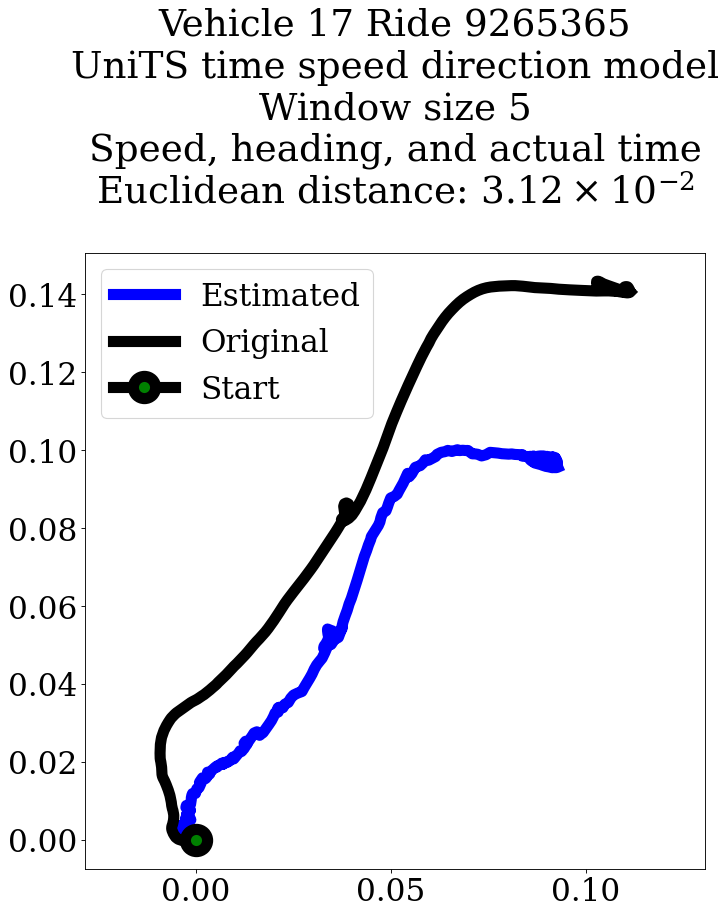 Vehicle 17 Ride 9265365
UniTS time speed direction model
Window size 5
Speed, heading, and actual time
Euclidean distance: 3.12 × 10⁻²
Estimated
Original
Start
0.14
0.12
0.10
0.08
0.06
0.04
0.02
0.00
0.00 0.05 0.10